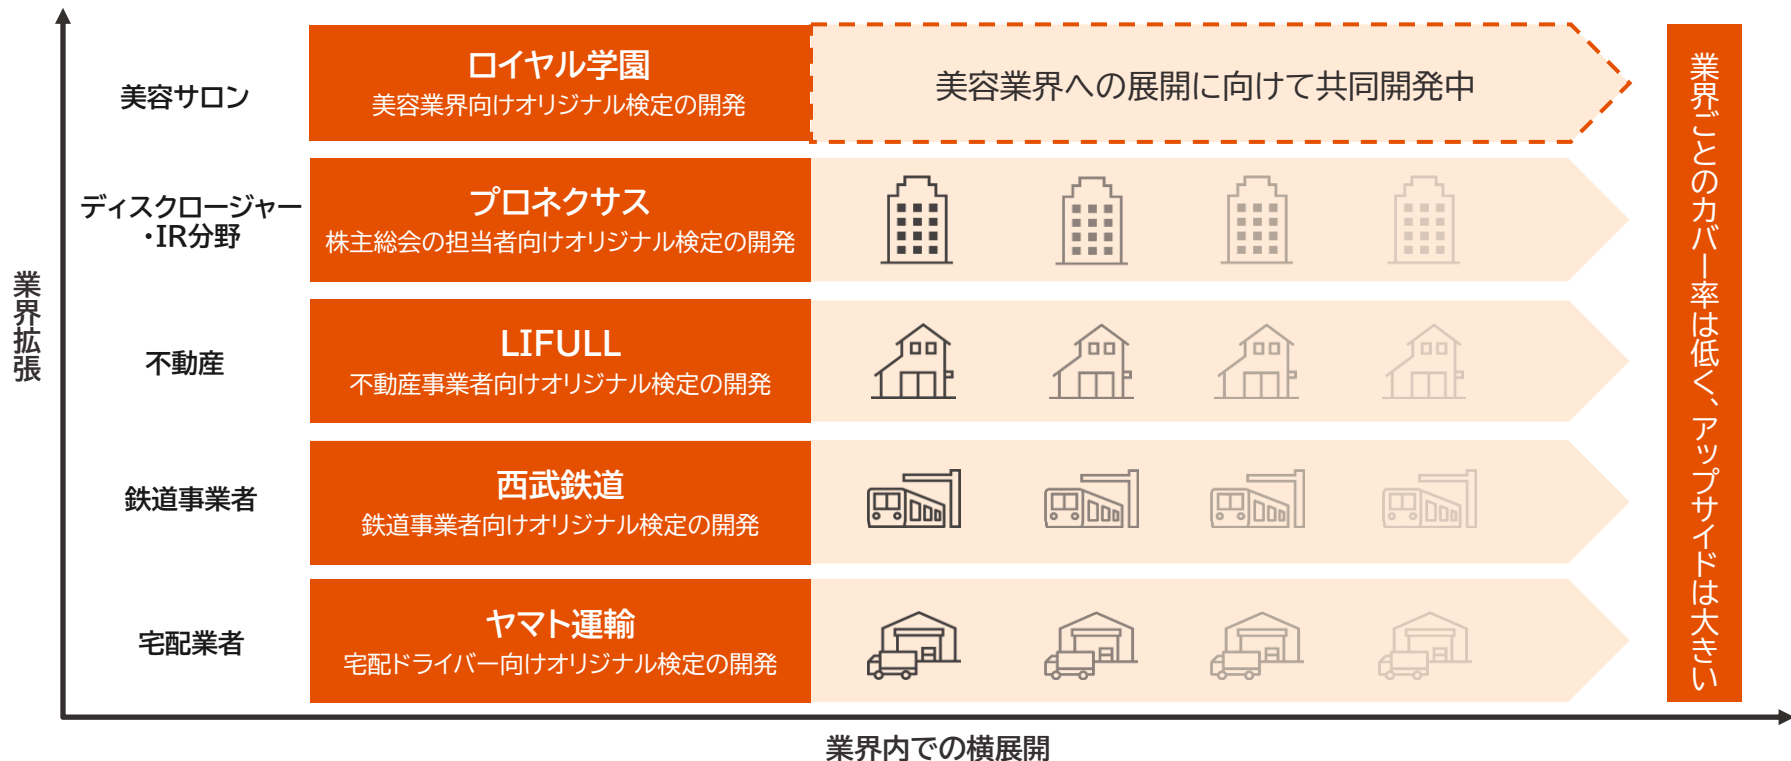 業界拡張
美容サロン
ロイヤル学園
美容業界向けオリジナル検定の開発
美容業界への展開に向けて共同開発中
ディスクロージャー
・IR分野
プロネクサス
株主総会の担当者向けオリジナル検定の開発
不動産
LIFULL
不動産事業者向けオリジナル検定の開発
鉄道事業者
西武鉄道
鉄道事業者向けオリジナル検定の開発
宅配業者
ヤマト運輸
宅配ドライバー向けオリジナル検定の開発
業界ごとのカバー率は低く、アップサイドは大きい
業界内での横展開